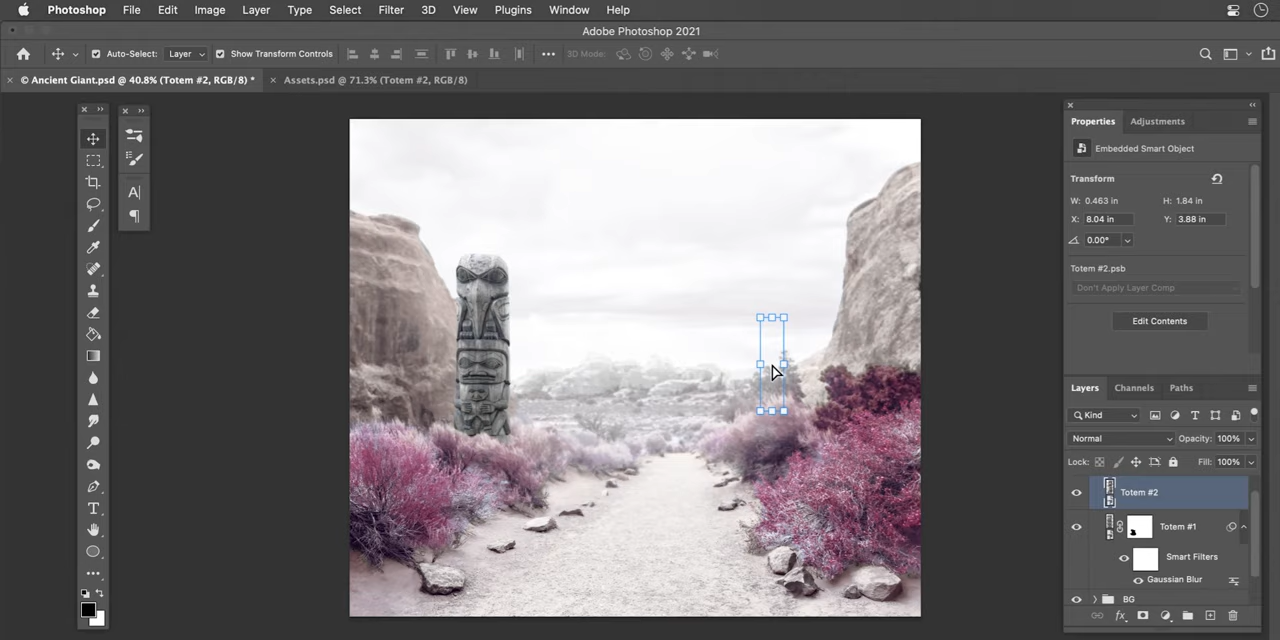 Photoshop File Edit Image Layer Type Select Filter 3D View Plugins Window Help
Adobe Photoshop 2021
Auto-Select: Layer Show Transform Controls 3D Mode:
© Ancient Giant.psd @ 40.8% (Totem #2, RGB/8) * Assets.psd @ 71.3% (Totem #2, RGB/8)
Properties Adjustments
Embedded Smart Object
Transform
W: 0.463 in H: 1.84 in
X: 8.04 in Y: 3.88 in
0.00°
Totem #2.psb
Don't Apply Layer Comp
Edit Contents
Layers Channels Paths
Kind
Normal Opacity: 100%
Lock: Fill: 100%
Totem #2
Totem #1
Smart Filters
Gaussian Blur
BG